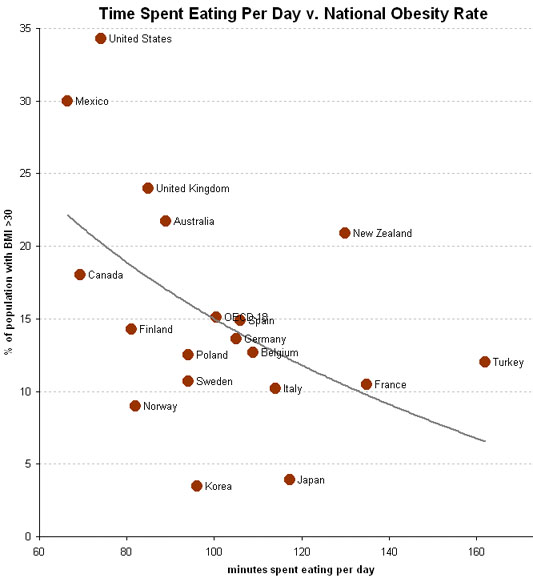 Time Spent Eating Per Day v. National Obesity Rate
35
United States
30
Mexico
25
United Kingdom
Australia
New Zealand
20
Canada
15
OECD 18
Spain
Finland
Germany
Belgium
Poland
Turkey
Sweden
Italy
France
10
Norway
5
Korea
Japan
0
60 80 100 120 140 160
% of population with BMI >30
minutes spent eating per day